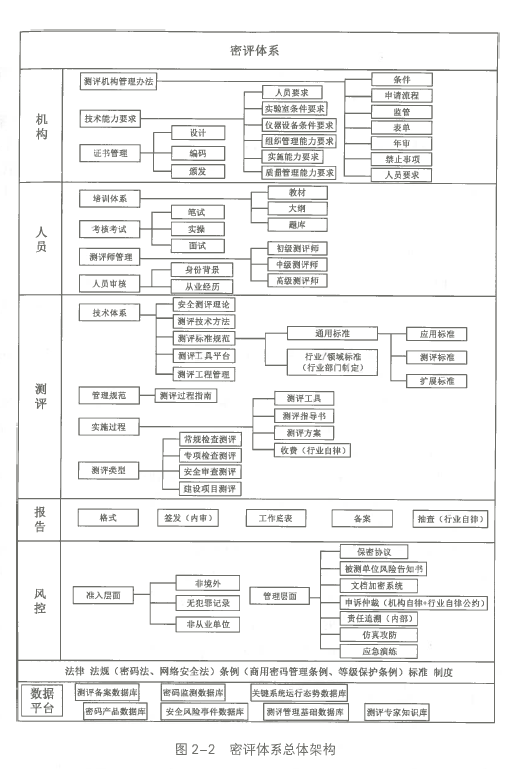 密评体系
机构
测评机构管理办法
条件
申请流程
监管
表单
年审
禁止事项
人员要求
技术能力要求
人员要求
实验室条件要求
仪器设备条件要求
组织管理能力要求
实施能力要求
质量管理能力要求
证书管理
设计
编码
颁发
人员
培训体系
教材
大纲
题库
考核考试
笔试
实操
面试
测评师管理
初级测评师
中级测评师
高级测评师
人员审核
身份背景
从业经历
测评
技术体系
安全测评理论
测评技术方法
测评标准规范
测评工具平台
测评工程管理
通用标准
行业/领域标准
(行业部门制定)
应用标准
测评标准
扩展标准
管理规范
测评过程指南
实施过程
测评工具
测评指导书
测评方案
收费(行业自律)
测评类型
常规检查测评
专项检查测评
安全审查测评
建设项目测评
报告
格式
签发(内审)
工作底表
备案
抽查(行业自律)
风控
准入层面
非境外
无犯罪记录
非从业单位
管理层面
保密协议
被测单位风险告知书
文档加密系统
申诉仲裁(机构自律+行业自律公约)
责任追溯(内部)
仿真攻防
应急演练
法律 法规(密码法、网络安全法)条例(商用密码管理条例、等级保护条例)标准 制度
数据
平台
测评备案数据库
密码监测数据库
关键系统运行态势数据库
密码产品数据库
安全风险事件数据库
测评管理基础数据库
测评专家知识库
图 2-2 密评体系总体架构